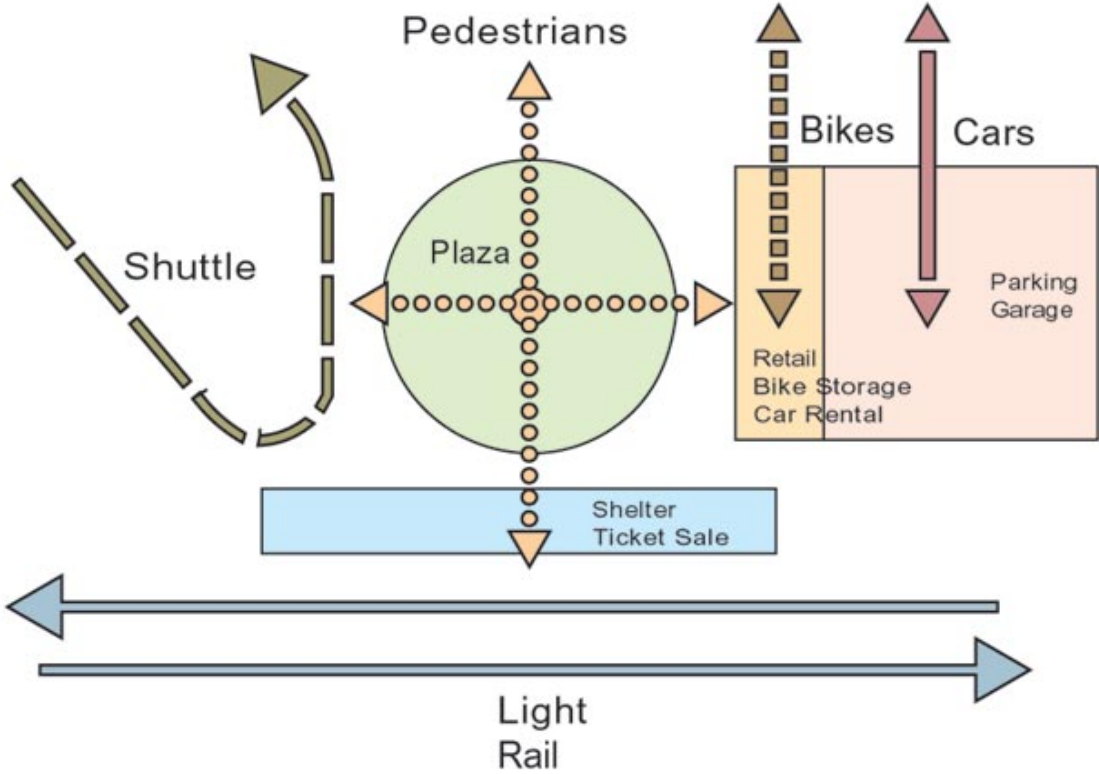 Pedestrians
Bikes
Cars
Plaza
Shuttle
Parking
Garage
Retail
Bike Storage
Car Rental
Shelter
Ticket Sale
Light
Rail